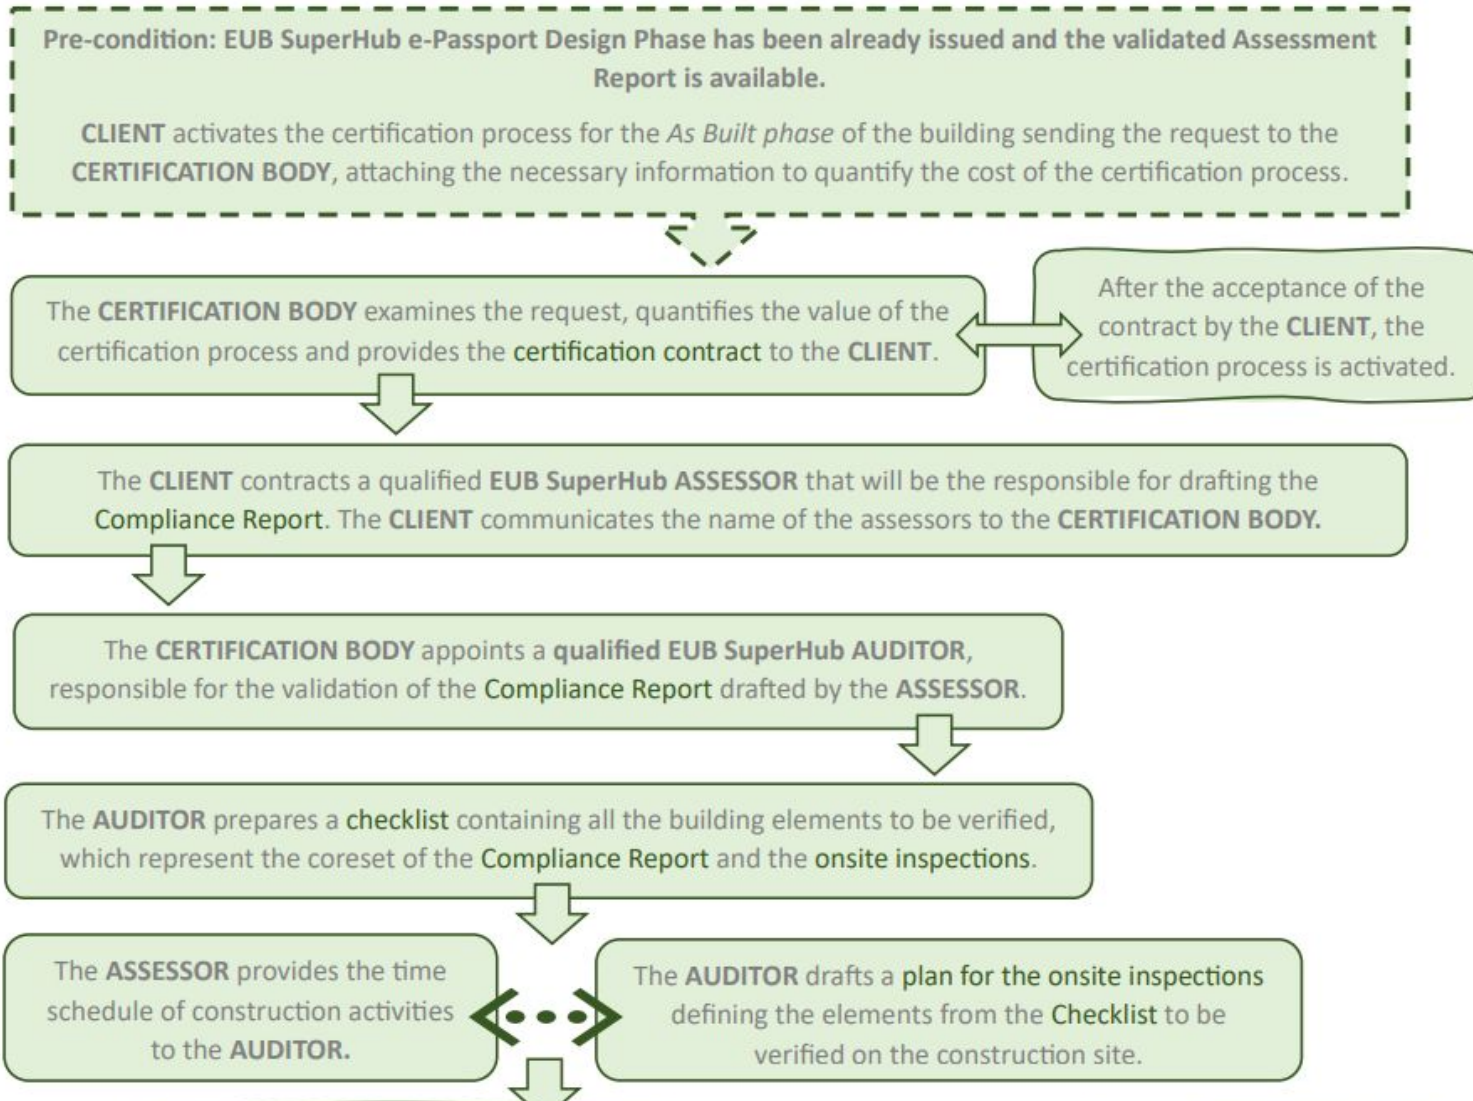 Pre-condition: EUB SuperHub e-Passport Design Phase has been already issued and the validated Assessment
Report is available.
CLIENT activates the certification process for the As Built phase of the building sending the request to the
CERTIFICATION BODY, attaching the necessary information to quantify the cost of the certification process.
The CERTIFICATION BODY examines the request, quantifies the value of the
certification process and provides the certification contract to the CLIENT.
After the acceptance of the
contract by the CLIENT, the
certification process is activated.
The CLIENT contracts a qualified EUB SuperHub ASSESSOR that will be the responsible for drafting the
Compliance Report. The CLIENT communicates the name of the assessors to the CERTIFICATION BODY.
The CERTIFICATION BODY appoints a qualified EUB SuperHub AUDITOR,
responsible for the validation of the Compliance Report drafted by the ASSESSOR.
The AUDITOR prepares a checklist containing all the building elements to be verified,
which represent the coreset of the Compliance Report and the onsite inspections.
The ASSESSOR provides the time
schedule of construction activities
to the AUDITOR.
The AUDITOR drafts a plan for the onsite inspections
defining the elements from the Checklist to be
verified on the construction site.